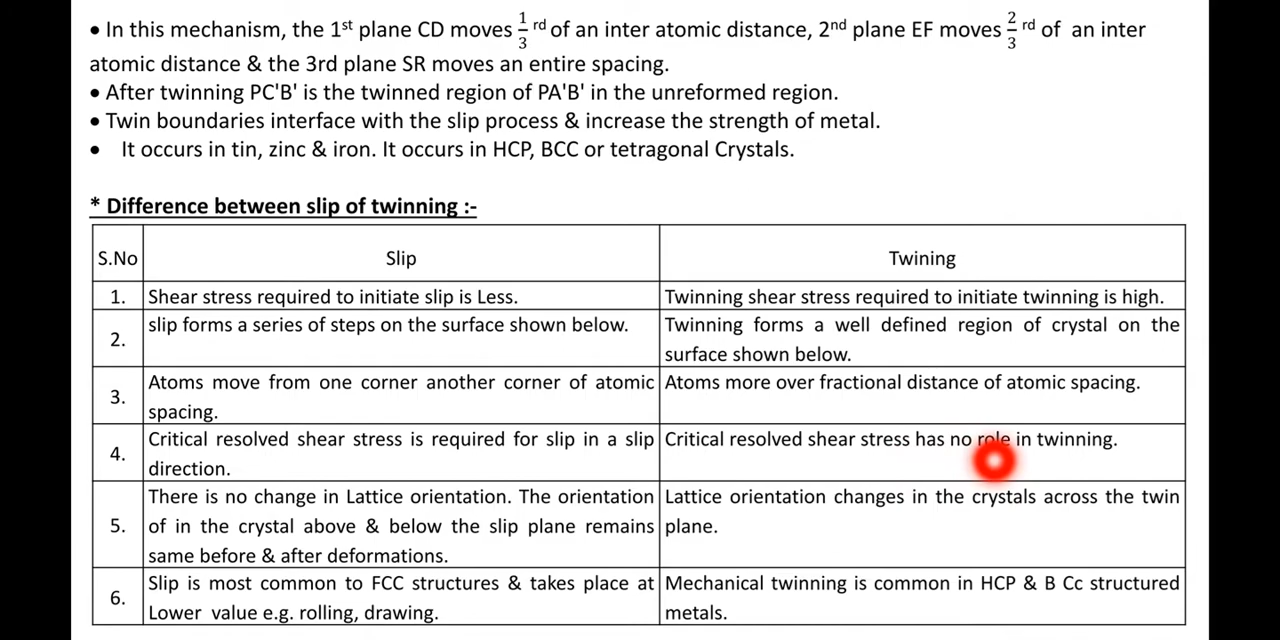 • In this mechanism, the 1st plane CD moves 1/3 rd of an inter atomic distance, 2nd plane EF moves 2/3 rd of an inter
atomic distance & the 3rd plane SR moves an entire spacing.
• After twinning PC'B' is the twinned region of PA'B' in the unreformed region.
• Twin boundaries interface with the slip process & increase the strength of metal.
• It occurs in tin, zinc & iron. It occurs in HCP, BCC or tetragonal Crystals.
* Difference between slip of twinning :-
S.No Slip Twining
1. Shear stress required to initiate slip is Less. Twinning shear stress required to initiate twinning is high.
2. slip forms a series of steps on the surface shown below. Twinning forms a well defined region of crystal on the
surface shown below.
3. Atoms move from one corner another corner of atomic Atoms more over fractional distance of atomic spacing.
spacing.
4. Critical resolved shear stress is required for slip in a slip Critical resolved shear stress has no role in twinning.
direction.
5. There is no change in Lattice orientation. The orientation Lattice orientation changes in the crystals across the twin
of in the crystal above & below the slip plane remains plane.
same before & after deformations.
6. Slip is most common to FCC structures & takes place at Mechanical twinning is common in HCP & B Cc structured
Lower value e.g. rolling, drawing. metals.